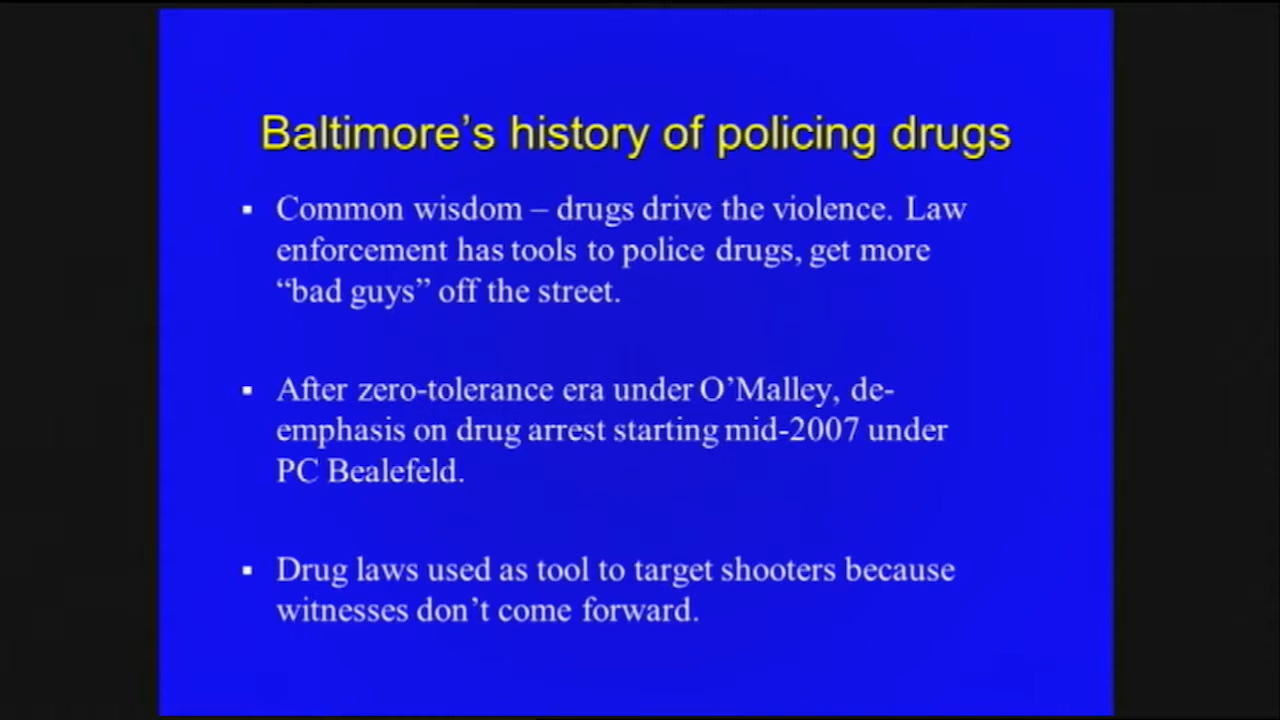 Baltimore’s history of policing drugs
▪ Common wisdom – drugs drive the violence. Law
enforcement has tools to police drugs, get more
“bad guys” off the street.
▪ After zero-tolerance era under O’Malley, de-
emphasis on drug arrest starting mid-2007 under
PC Bealefeld.
▪ Drug laws used as tool to target shooters because
witnesses don’t come forward.